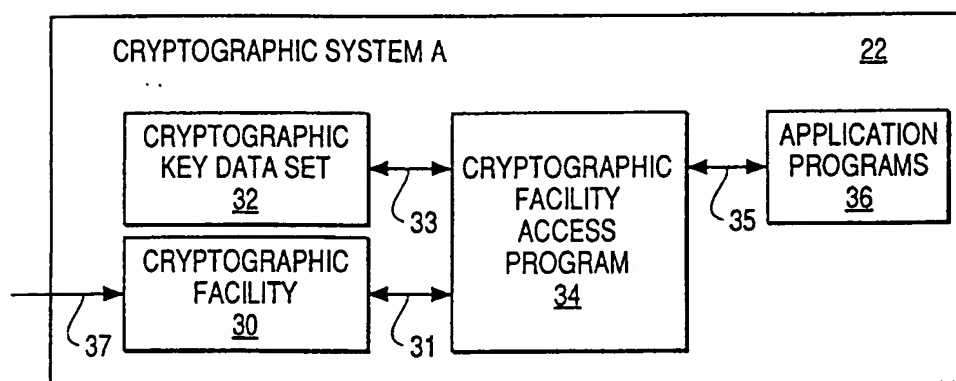 CRYPTOGRAPHIC SYSTEM A
22
CRYPTOGRAPHIC
KEY DATA SET
32
33
CRYPTOGRAPHIC
FACILITY
ACCESS
PROGRAM
34
35
APPLICATION
PROGRAMS
36
CRYPTOGRAPHIC
FACILITY
30
37
31